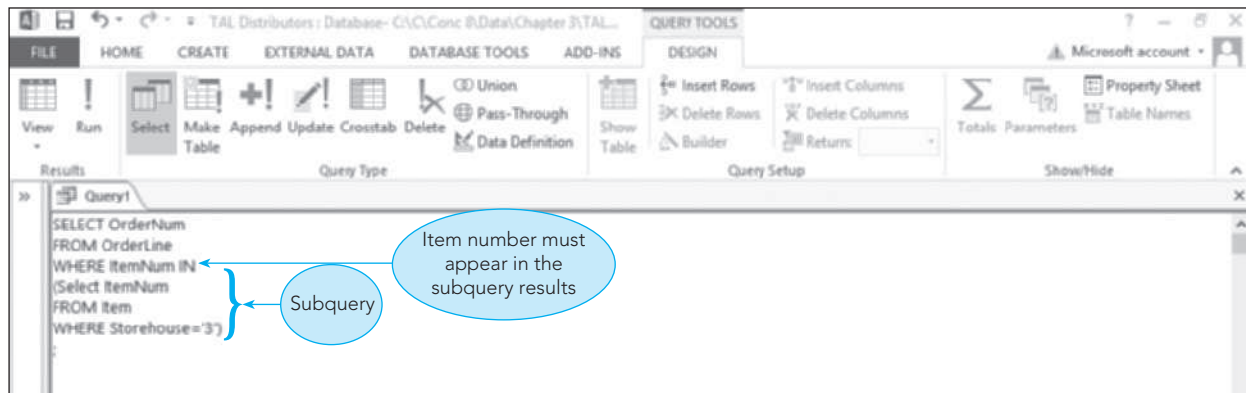 TAL Distributors : Database- C:\C\Conc 8\Data\Chapter 3\TAL... QUERY TOOLS ? X
FILE HOME CREATE EXTERNAL DATA DATABASE TOOLS ADD-INS DESIGN Microsoft account
View Run Select Make Table Append Update Crosstab Delete
Union
Pass-Through
Data Definition
Show Table
Insert Rows
Delete Rows
Builder
Insert Columns
Delete Columns
Return:
Totals Parameters
Property Sheet
Table Names
Results Query Type Query Setup Show/Hide
Query1
SELECT OrderNum
FROM OrderLine
WHERE ItemNum IN
(Select ItemNum
FROM Item
WHERE Storehouse='3')
;
Item number must
appear in the
subquery results
Subquery